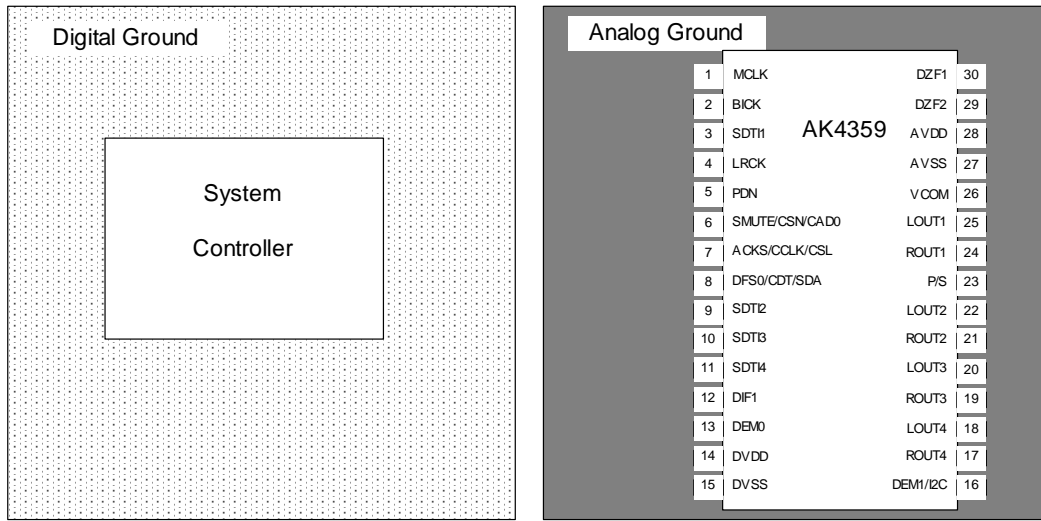 Digital Ground
System
Controller
Analog Ground
AK4359
1 MCLK DZF1 30
2 BICK DZF2 29
3 SDTI1 AVDD 28
4 LRCK AVSS 27
5 PDN VCOM 26
6 SMUTE/CSN/CAD0 LOUT1 25
7 ACKS/CCLK/CSL ROUT1 24
8 DFS0/CDT/SDA P/S 23
9 SDTI2 LOUT2 22
10 SDTI3 ROUT2 21
11 SDTI4 LOUT3 20
12 DIF1 ROUT3 19
13 DEM0 LOUT4 18
14 DVDD ROUT4 17
15 DVSS DEM1/I2C 16